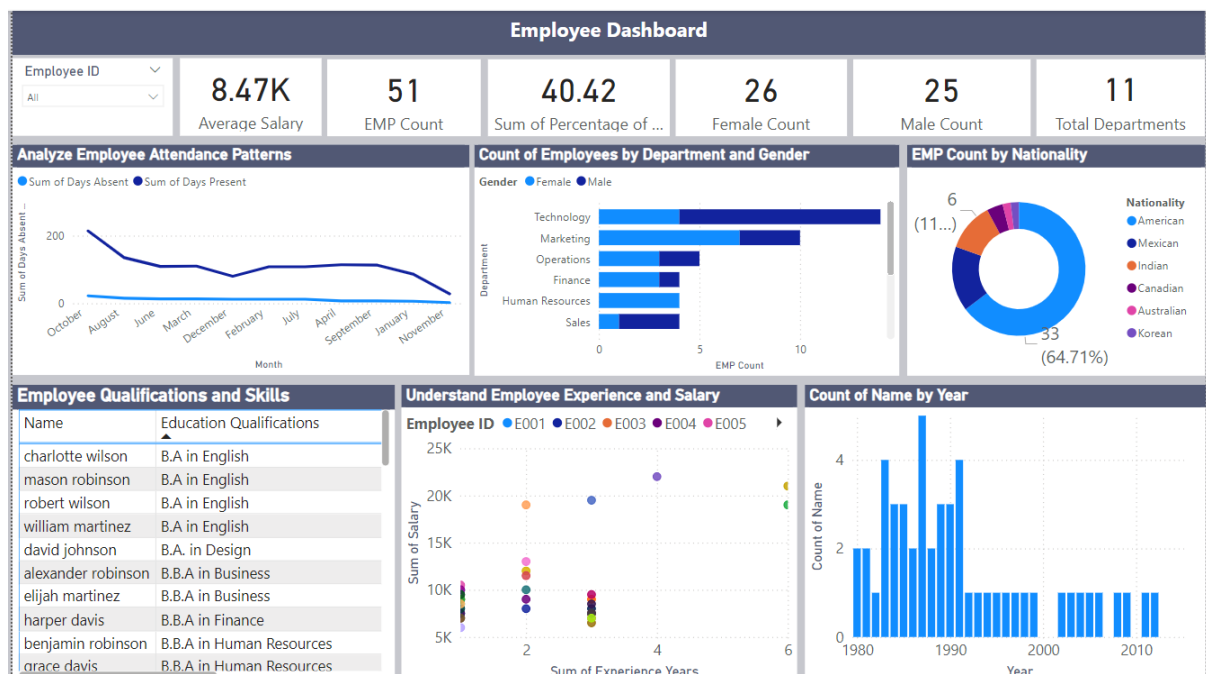 Employee Dashboard
Employee ID
All
8.47K
Average Salary
51
EMP Count
40.42
Sum of Percentage of ...
26
Female Count
25
Male Count
11
Total Departments
Analyze Employee Attendance Patterns
Sum of Days Absent Sum of Days Present
Sum of Days Absent ...
200
0
October August June March December February July April September January November
Month
Count of Employees by Department and Gender
Gender Female Male
Department
Technology
Marketing
Operations
Finance
Human Resources
Sales
0 5 10
EMP Count
EMP Count by Nationality
6
(11...)
33
(64.71%)
Nationality
American
Mexican
Indian
Canadian
Australian
Korean
Employee Qualifications and Skills
Name Education Qualifications
charlotte wilson B.A in English
mason robinson B.A in English
robert wilson B.A in English
william martinez B.A in English
david johnson B.A. in Design
alexander robinson B.B.A in Business
elijah martinez B.B.A in Business
harper davis B.B.A in Finance
benjamin robinson B.B.A in Human Resources
grace davis B.B.A in Human Resources
Understand Employee Experience and Salary
Employee ID E001 E002 E003 E004 E005
Sum of Salary
25K
20K
15K
10K
5K
2 4 6
Sum of Experience Years
Count of Name by Year
Count of Name
4
2
0
1980 1990 2000 2010
Year